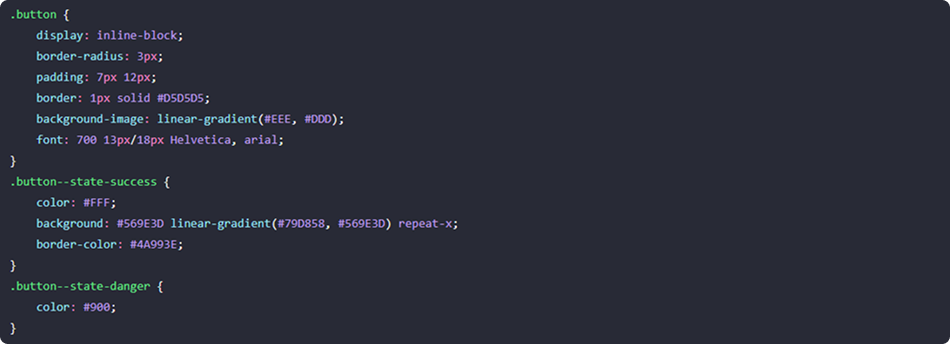 .button {
    display: inline-block;
    border-radius: 3px;
    padding: 7px 12px;
    border: 1px solid #D5D5D5;
    background-image: linear-gradient(#EEE, #DDD);
    font: 700 13px/18px Helvetica, arial;
}
.button--state-success {
    color: #FFF;
    background: #569E3D linear-gradient(#79D858, #569E3D) repeat-x;
    border-color: #4A993E;
}
.button--state-danger {
    color: #900;
}